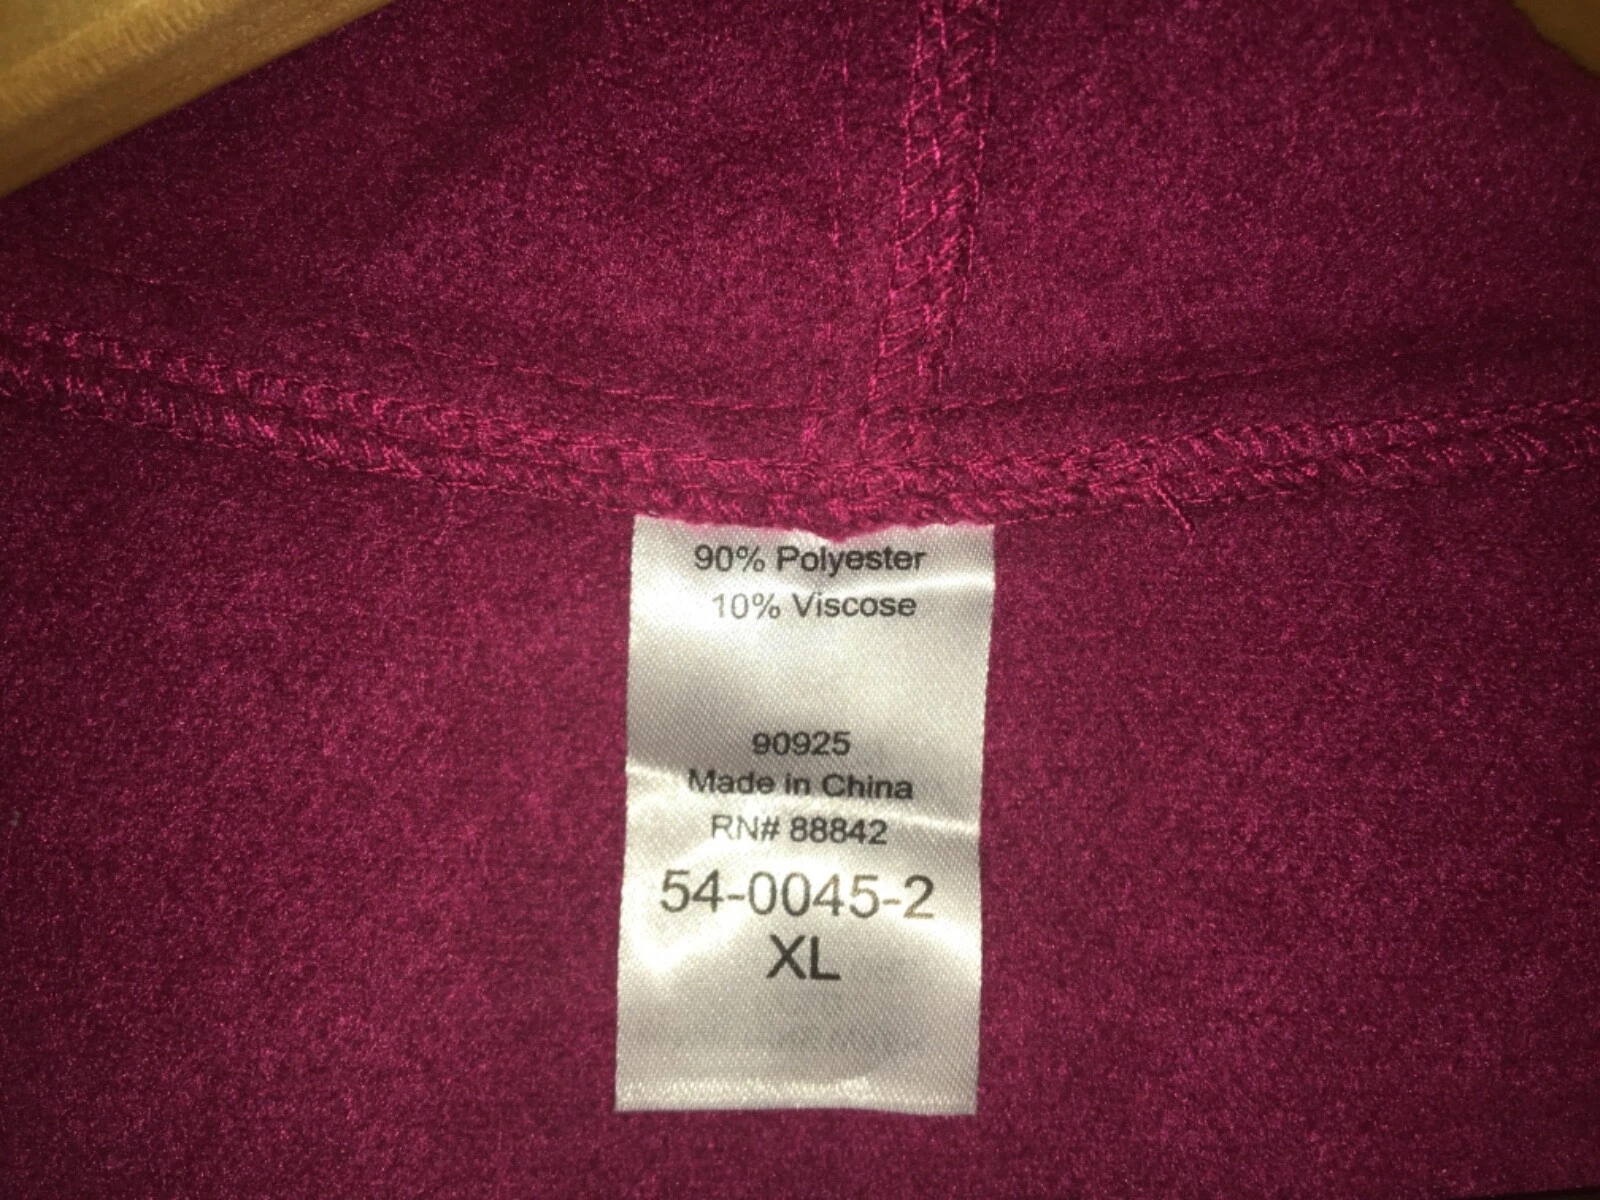 90% Polyester
10% Viscose
90925
Made in China
RN# 88842
54-0045-2
XL